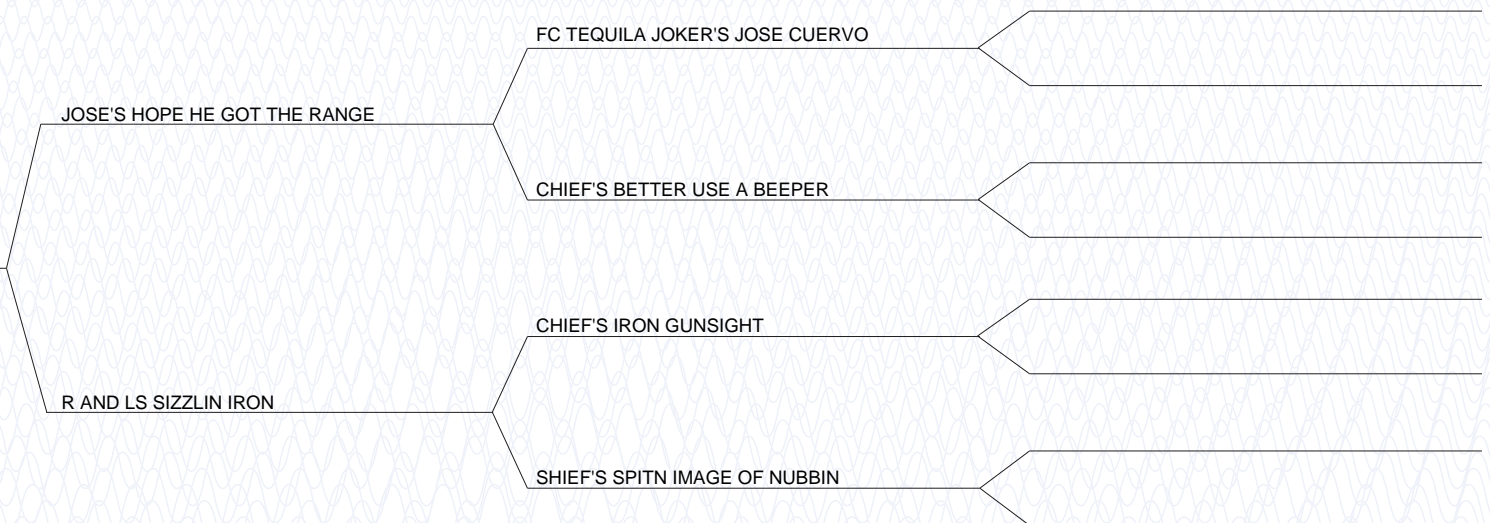 FC TEQUILA JOKER'S JOSE CUERVO
JOSE'S HOPE HE GOT THE RANGE
CHIEF'S BETTER USE A BEEPER
CHIEF'S IRON GUNSIGHT
R AND LS SIZZLIN IRON
SHIEF'S SPITN IMAGE OF NUBBIN